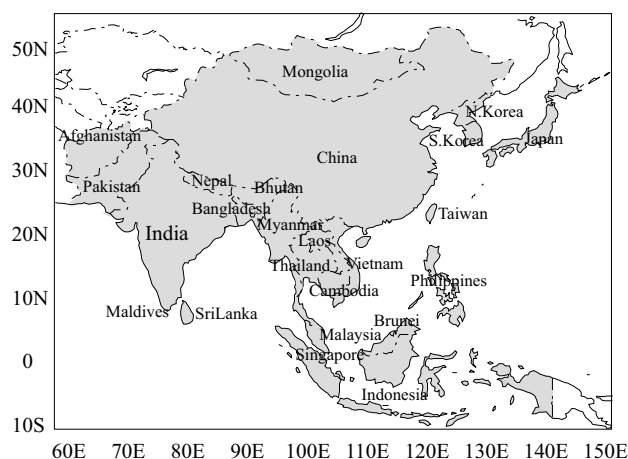 50N
Mongolia
40N
N.Korea
Afghanistan
S.Korea
Japan
China
30N
Nepal
Pakistan
Bhutan
Bangladesh
Taiwan
20N
India
Myanmar
Laos
Thailand
Vietnam
Philippines
10N
Cambodia
Maldives
SriLanka
Brunei
Malaysia
0
Singapore
Indonesia
10S
60E 70E 80E 90E 100E 110E 120E 130E 140E 150E